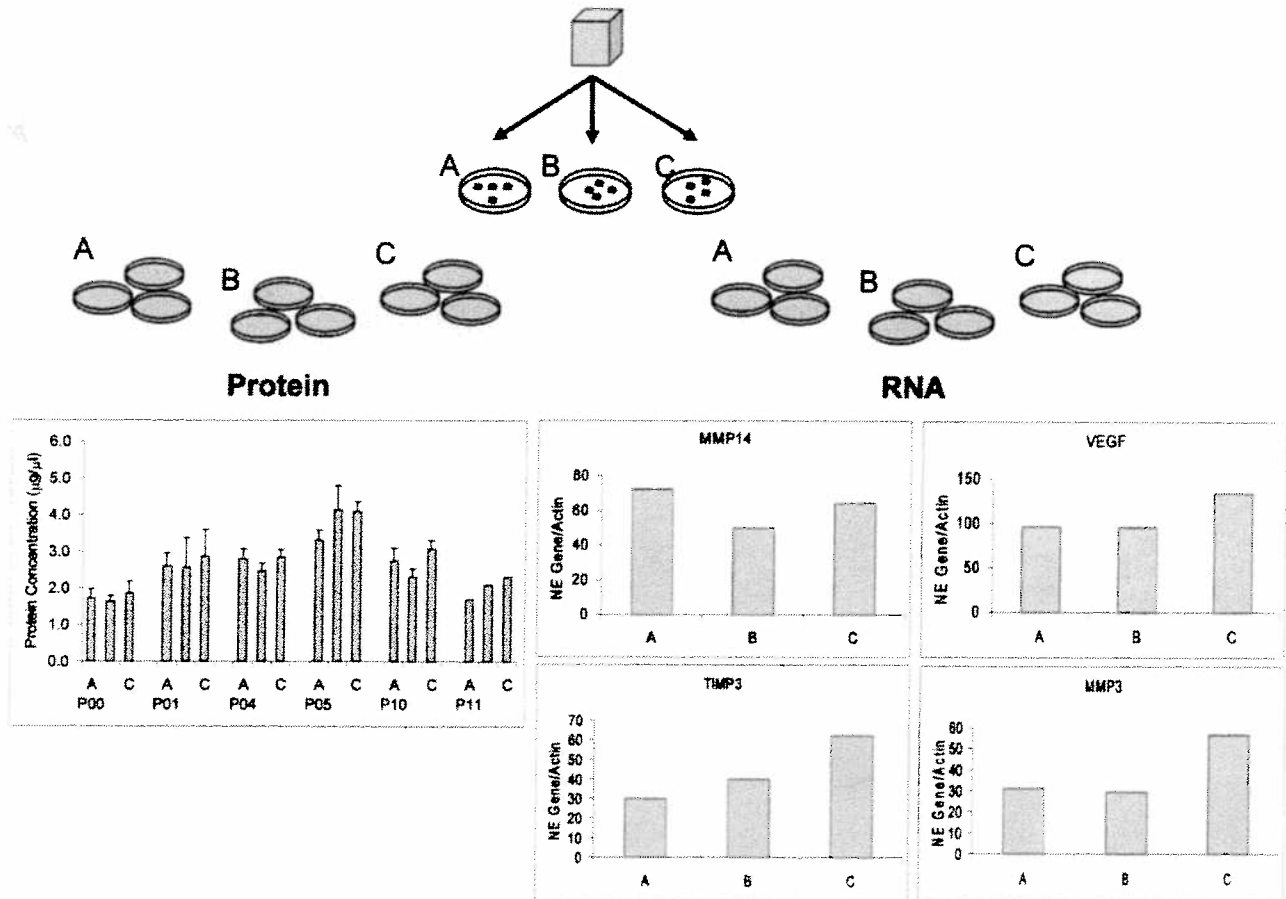 A
B
C
A
B
C
A
B
C
Protein
RNA
Protein Concentration (µg/µl)
6.0
5.0
4.0
3.0
2.0
1.0
0.0
A C A C A C A C A C A C
P00 P01 P04 P05 P10 P11
MMP14
NE Gene/Actin
80
60
40
20
0
A B C
VEGF
NE Gene/Actin
150
100
50
0
A B C
TIMP3
NE Gene/Actin
70
60
50
40
30
20
10
0
A B C
MMP3
NE Gene/Actin
60
50
40
30
20
10
0
A B C